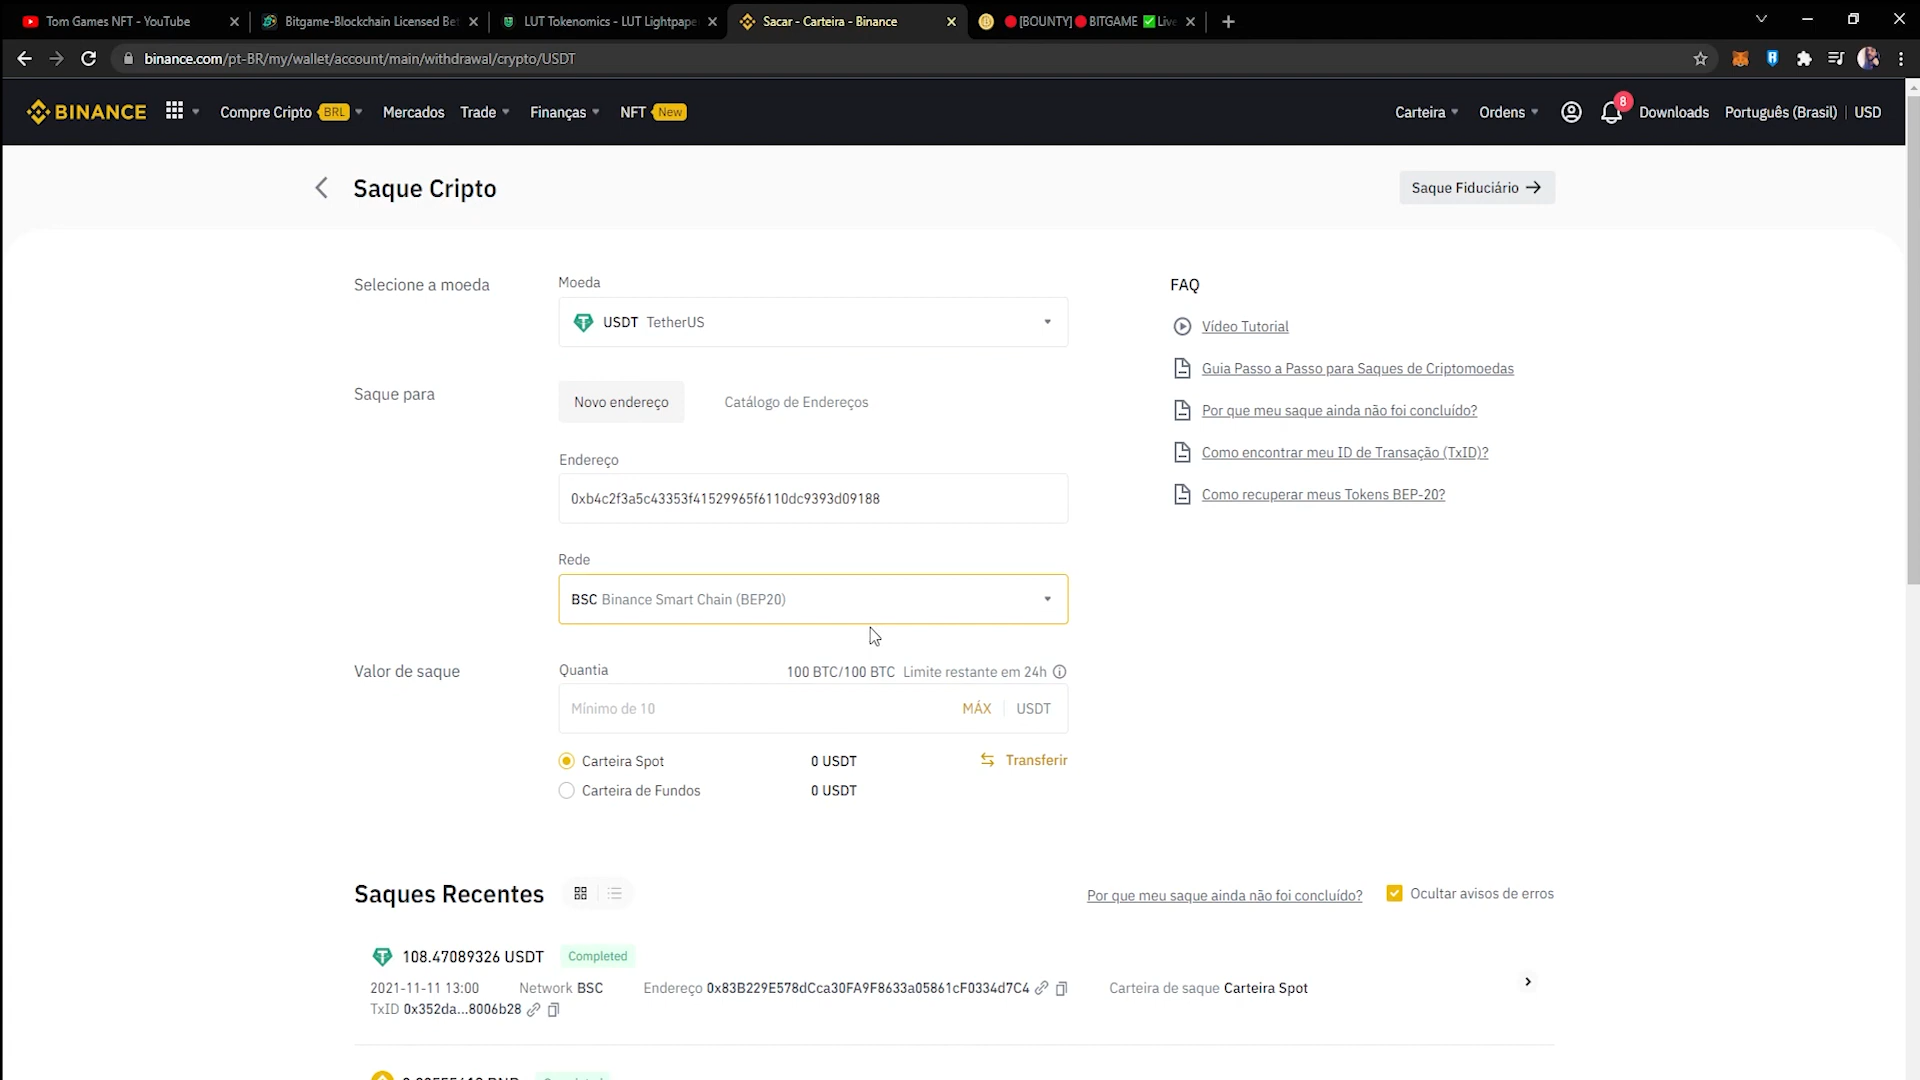 Tom Games NFT - YouTube
Bitgame-Blockchain Licensed Be
LUT Tokenomics - LUT Lightpape
Sacar - Carteira - Binance
[BOUNTY] BITGAME Live
binance.com/pt-BR/my/wallet/account/main/withdrawal/crypto/USDT
BINANCE
Compre Cripto BRL
Mercados
Trade
Finanças
NFT New
Carteira
Ordens
8
Downloads
Português (Brasil)
USD
Saque Cripto
Saque Fiduciário
Selecione a moeda
Moeda
USDT TetherUS
FAQ
Vídeo Tutorial
Guia Passo a Passo para Saques de Criptomoedas
Por que meu saque ainda não foi concluído?
Como encontrar meu ID de Transação (TxID)?
Como recuperar meus Tokens BEP-20?
Saque para
Novo endereço
Catálogo de Endereços
Endereço
0xb4c2f3a5c43353f41529965f6110dc9393d09188
Rede
BSC Binance Smart Chain (BEP20)
Valor de saque
Quantia
100 BTC/100 BTC Limite restante em 24h
Mínimo de 10
MÁX
USDT
Carteira Spot
0 USDT
Transferir
Carteira de Fundos
0 USDT
Saques Recentes
Por que meu saque ainda não foi concluído?
Ocultar avisos de erros
108.47089326 USDT
Completed
2021-11-11 13:00
Network BSC
Endereço 0x83B229E578dCca30FA9F8633a05861cF0334d7C4
Carteira de saque Carteira Spot
TxID 0x352da...8006b28